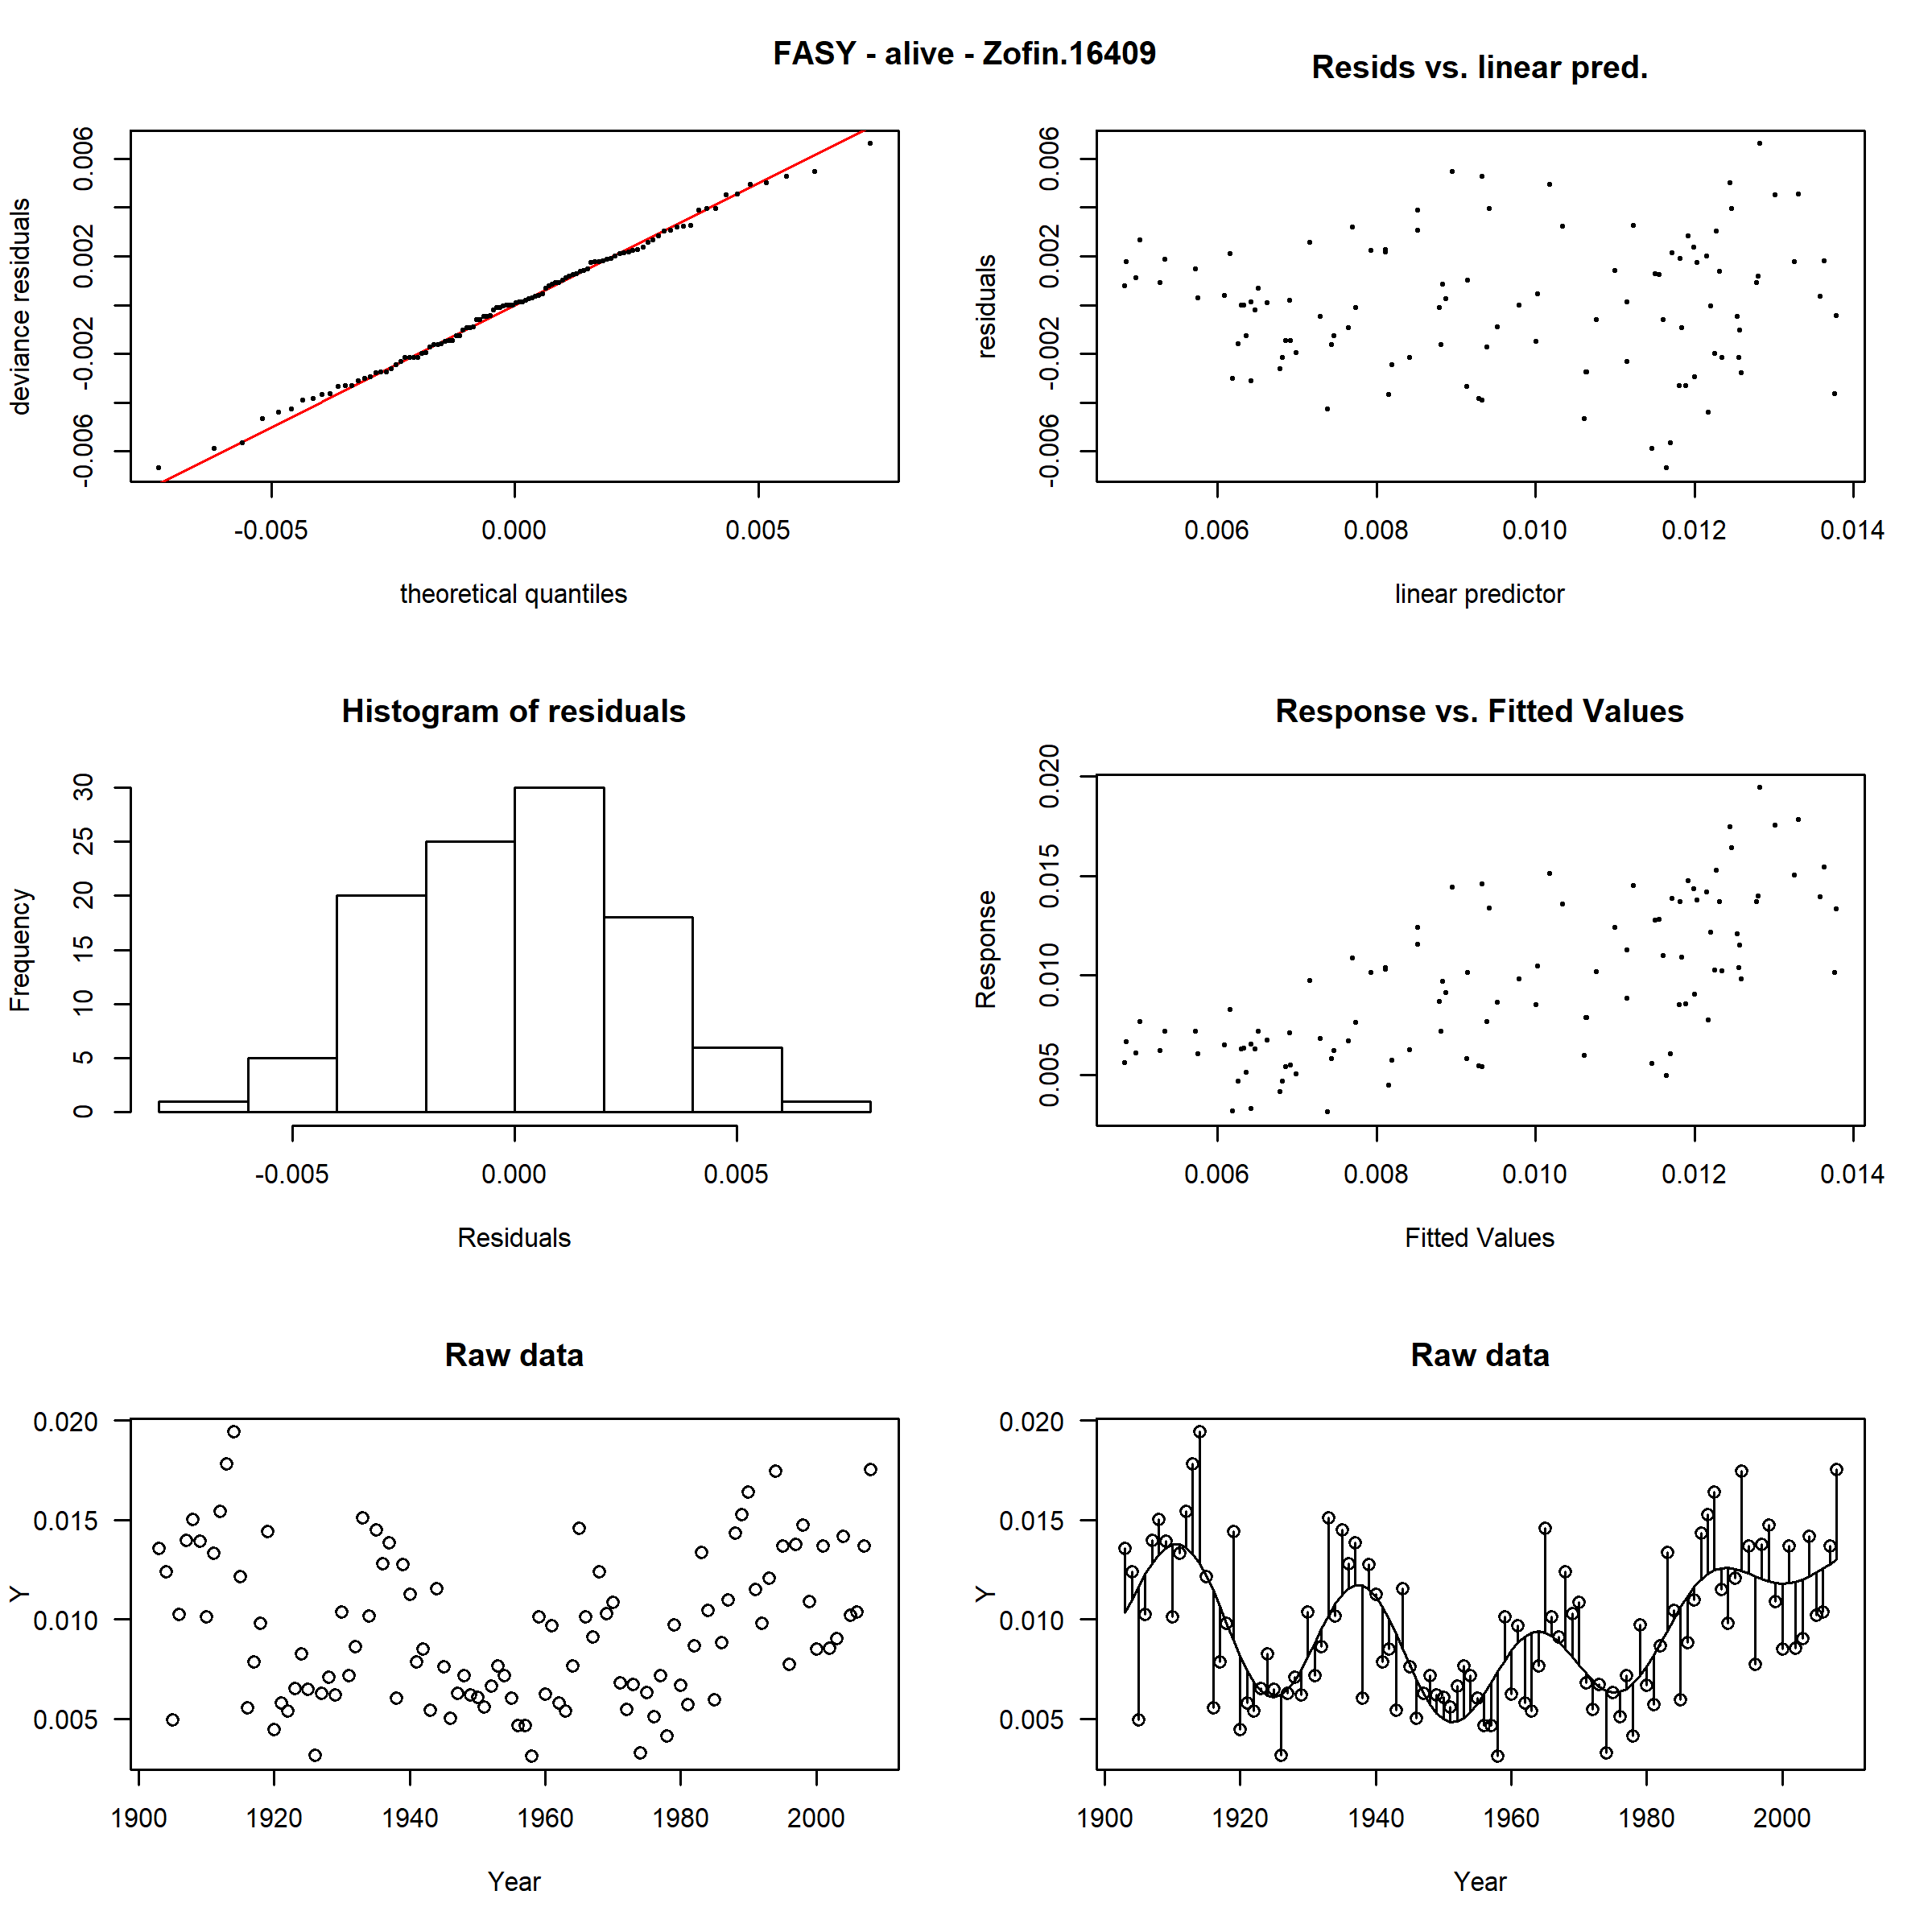 FASY - alive - Zofin.16409
deviance residuals
-0.006 -0.002 0.002 0.006
-0.005 0.000 0.005
theoretical quantiles
Resids vs. linear pred.
residuals
-0.006 -0.002 0.002 0.006
0.006 0.008 0.010 0.012 0.014
linear predictor
Histogram of residuals
Frequency
0 5 10 15 20 25 30
-0.005 0.000 0.005
Residuals
Response vs. Fitted Values
Response
0.005 0.010 0.015 0.020
0.006 0.008 0.010 0.012 0.014
Fitted Values
Raw data
Y
0.020
0.015
0.010
0.005
1900 1920 1940 1960 1980 2000
Year
Raw data
Y
0.020
0.015
0.010
0.005
1900 1920 1940 1960 1980 2000
Year